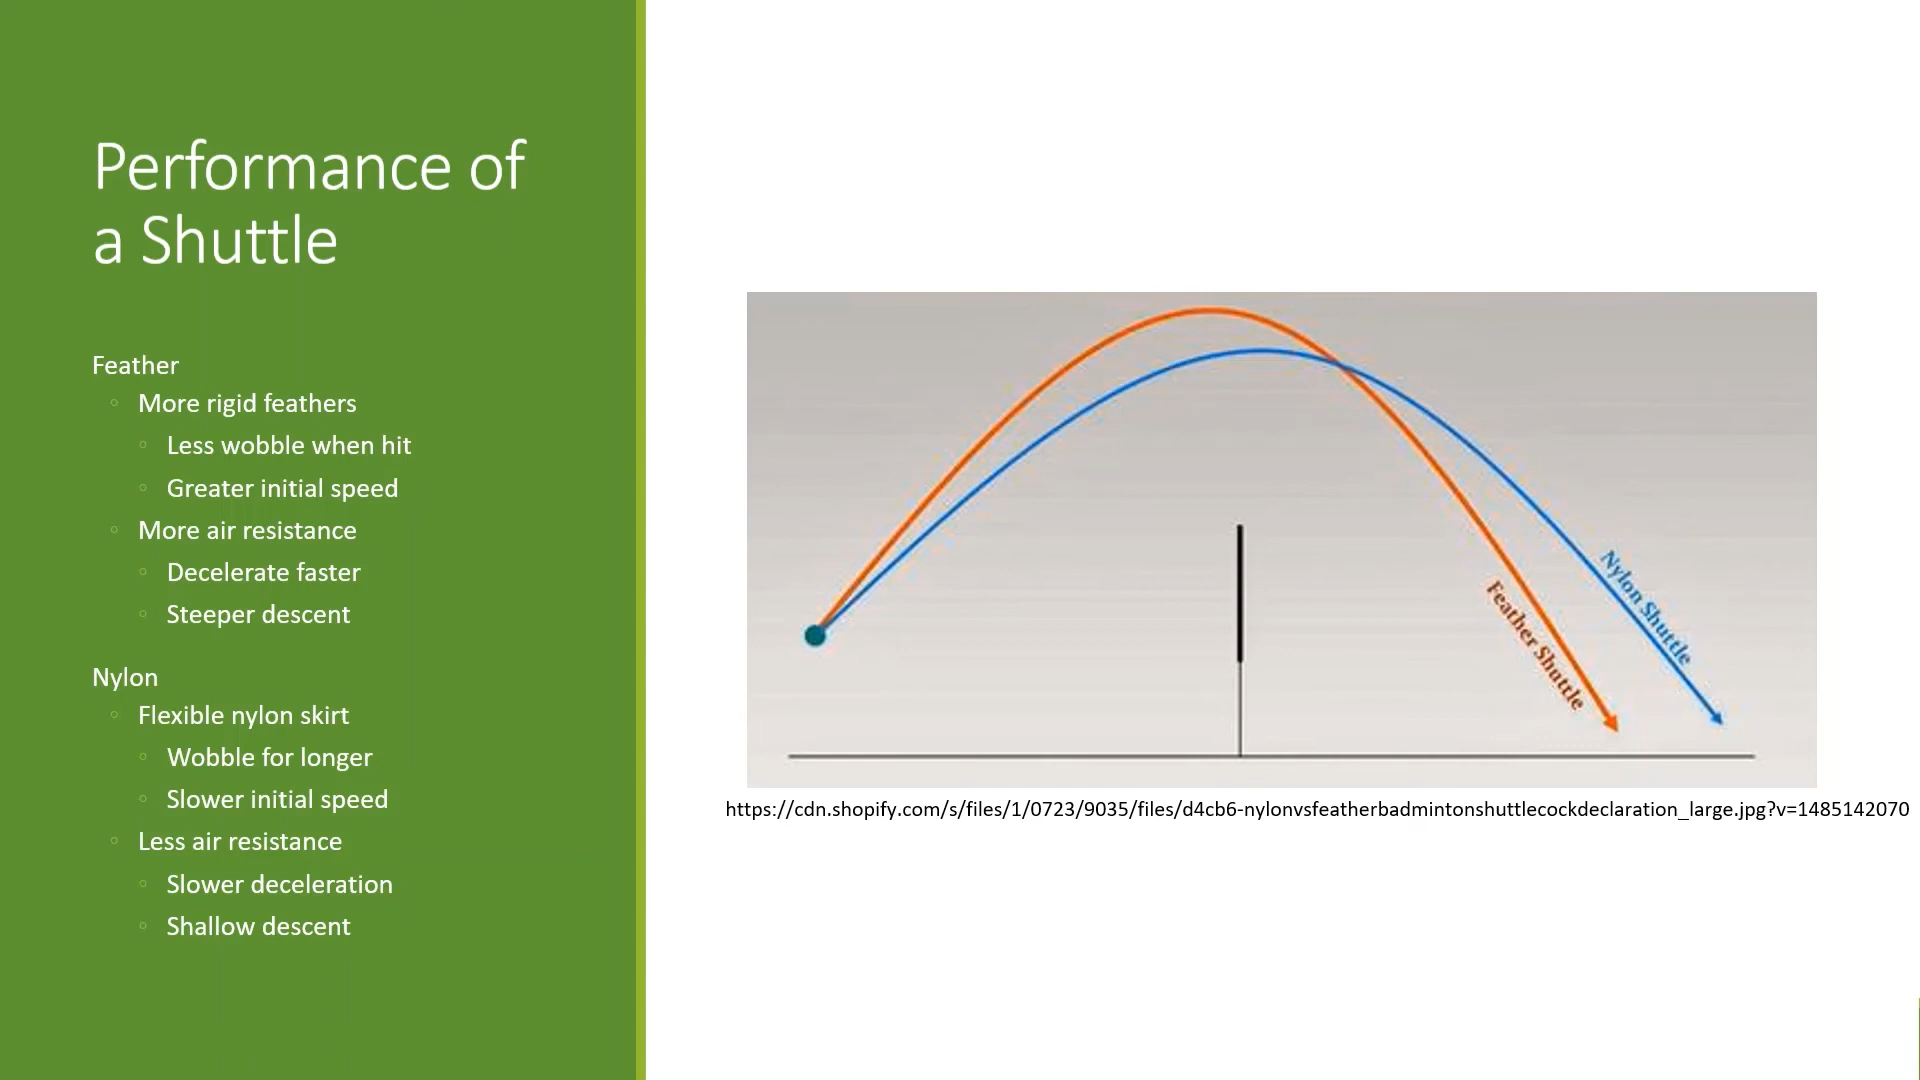 Performance of
a Shuttle
Feather
More rigid feathers
Less wobble when hit
Greater initial speed
More air resistance
Decelerate faster
Steeper descent
Nylon
Flexible nylon skirt
Wobble for longer
Slower initial speed
Less air resistance
Slower deceleration
Shallow descent
Feather Shuttle
Nylon Shuttle
https://cdn.shopify.com/s/files/1/0723/9035/files/d4cb6-nylonvsfeatherbadmintonshuttlecockdeclaration_large.jpg?v=1485142070